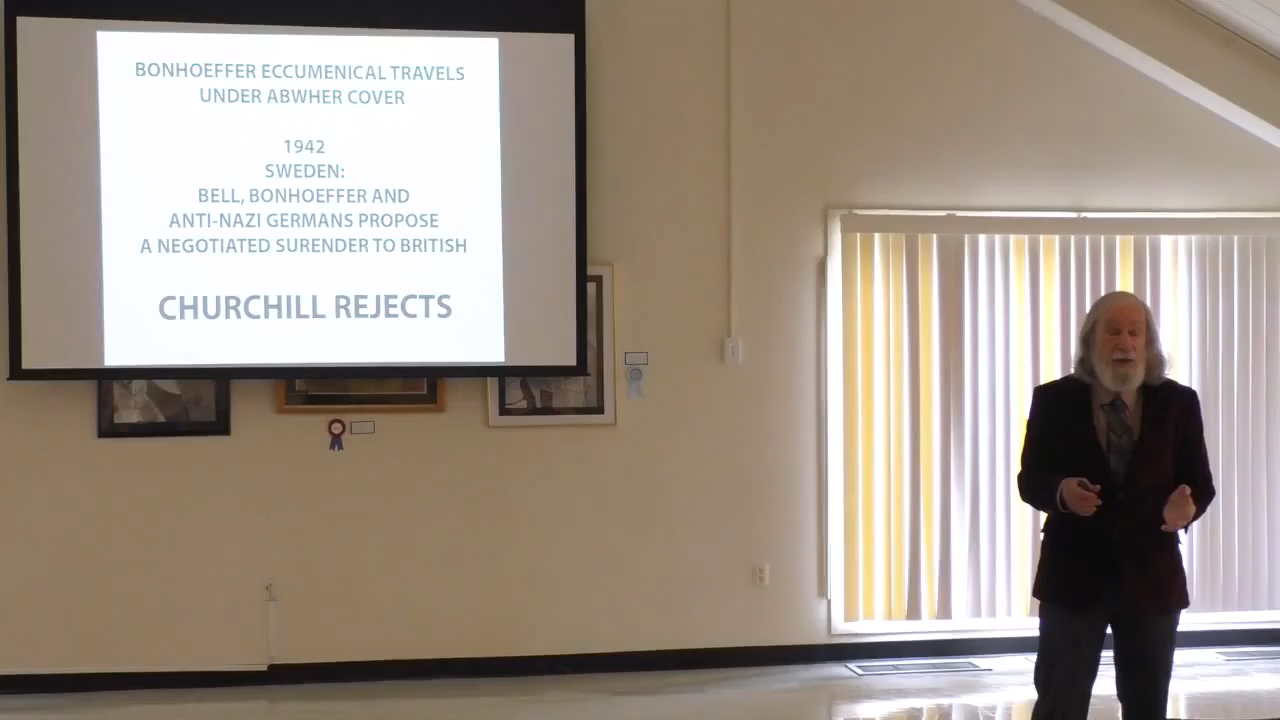 BONHOEFFER ECCUMENICAL TRAVELS
UNDER ABWHER COVER
1942
SWEDEN:
BELL, BONHOEFFER AND
ANTI-NAZI GERMANS PROPOSE
A NEGOTIATED SURENDER TO BRITISH
CHURCHILL REJECTS